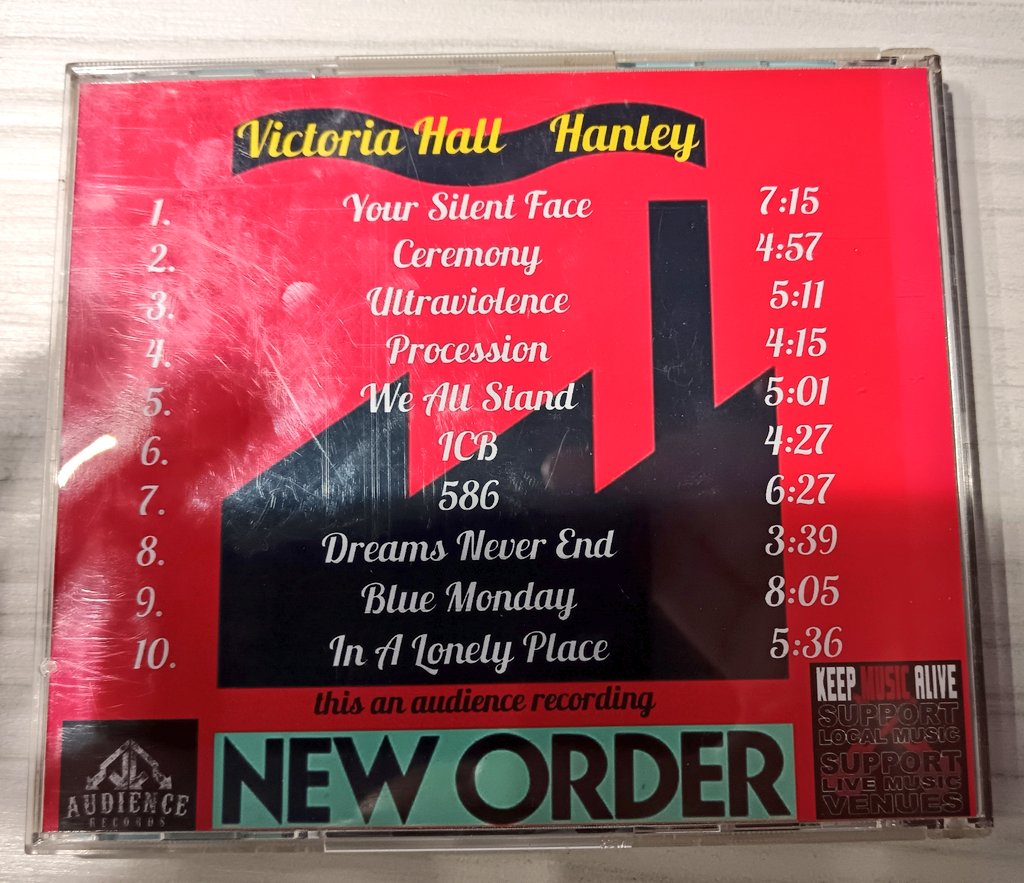 Victoria Hall Hanley
1. Your Silent Face 7:15
2. Ceremony 4:57
3. Ultraviolence 5:11
4. Procession 4:15
5. We All Stand 5:01
6. ICB 4:27
7. 586 6:27
8. Dreams Never End 3:39
9. Blue Monday 8:05
10. In A Lonely Place 5:36
this an audience recording
NEW ORDER
AUDIENCE
RECORDS
KEEP MUSIC ALIVE
SUPPORT
LOCAL MUSIC
SUPPORT
LIVE MUSIC
VENUES